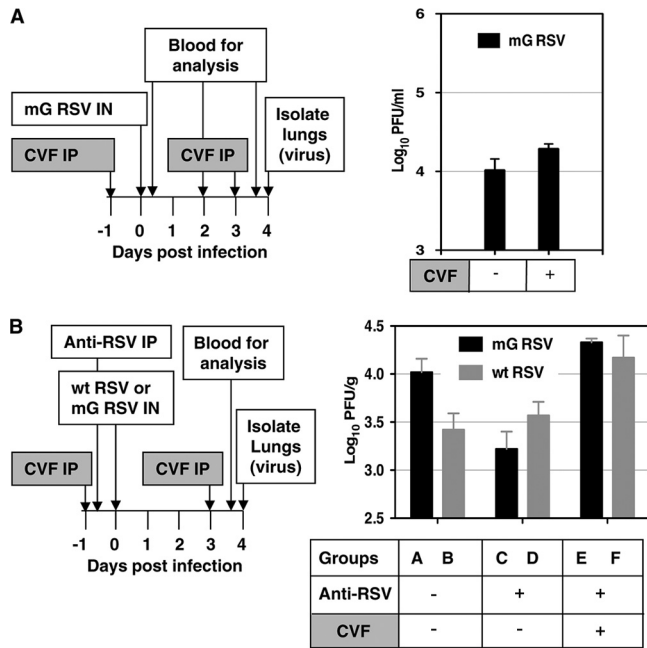 A
Blood for
analysis
mG RSV IN
Isolate
lungs
(virus)
CVF IP
CVF IP
-1 0 1 2 3 4
Days post infection
6
5
4
3
Log10 PFU/ml
mG RSV
CVF - +
B
Anti-RSV IP
Blood for
analysis
wt RSV or
mG RSV IN
Isolate
Lungs
(virus)
CVF IP
CVF IP
-1 0 1 2 3 4
Days post infection
4.5
4.0
3.5
3.0
2.5
Log10 PFU/g
mG RSV
wt RSV
Groups A B C D E F
Anti-RSV - + +
CVF - - +